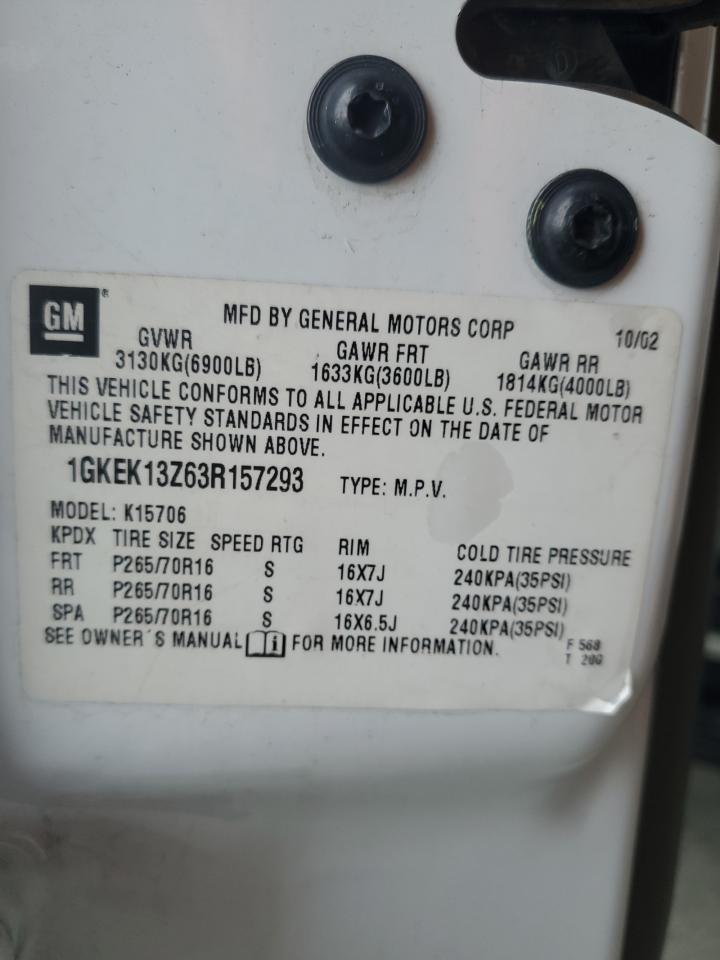 GM ®
MFD BY GENERAL MOTORS CORP 10/02
GVWR GAWR FRT GAWR RR
3130KG(6900LB) 1633KG(3600LB) 1814KG(4000LB)
THIS VEHICLE CONFORMS TO ALL APPLICABLE U.S. FEDERAL MOTOR
VEHICLE SAFETY STANDARDS IN EFFECT ON THE DATE OF
MANUFACTURE SHOWN ABOVE.
1GKEK13Z63R157293 TYPE: M.P.V.
MODEL: K15706
KPDX TIRE SIZE SPEED RTG RIM COLD TIRE PRESSURE
FRT P265/70R16 S 16X7J 240KPA(35PSI)
RR P265/70R16 S 16X7J 240KPA(35PSI)
SPA P265/70R16 S 16X6.5J 240KPA(35PSI)
SEE OWNER'S MANUAL i FOR MORE INFORMATION.
F 568
T 200